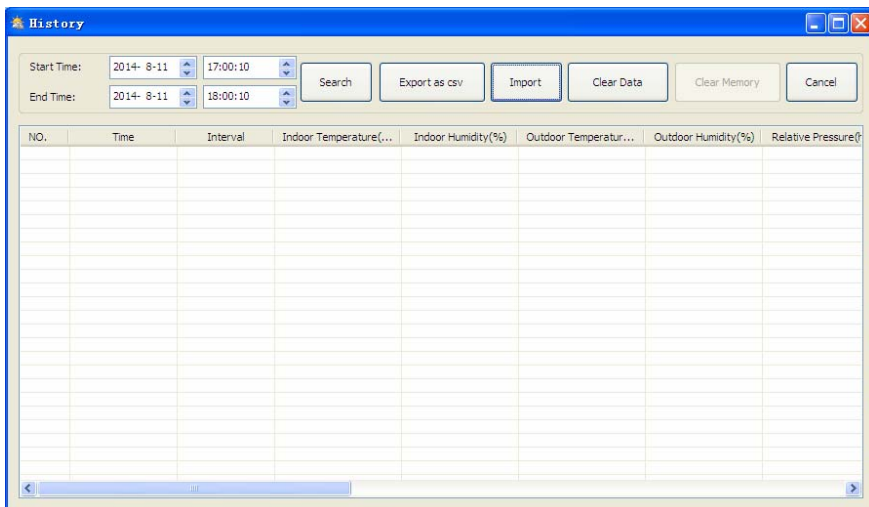 History
Start Time: 2014- 8-11 17:00:10
End Time: 2014- 8-11 18:00:10
Search Export as csv Import Clear Data Clear Memory Cancel
NO. Time Interval Indoor Temperature(... Indoor Humidity(%) Outdoor Temperatur... Outdoor Humidity(%) Relative Pressure(h